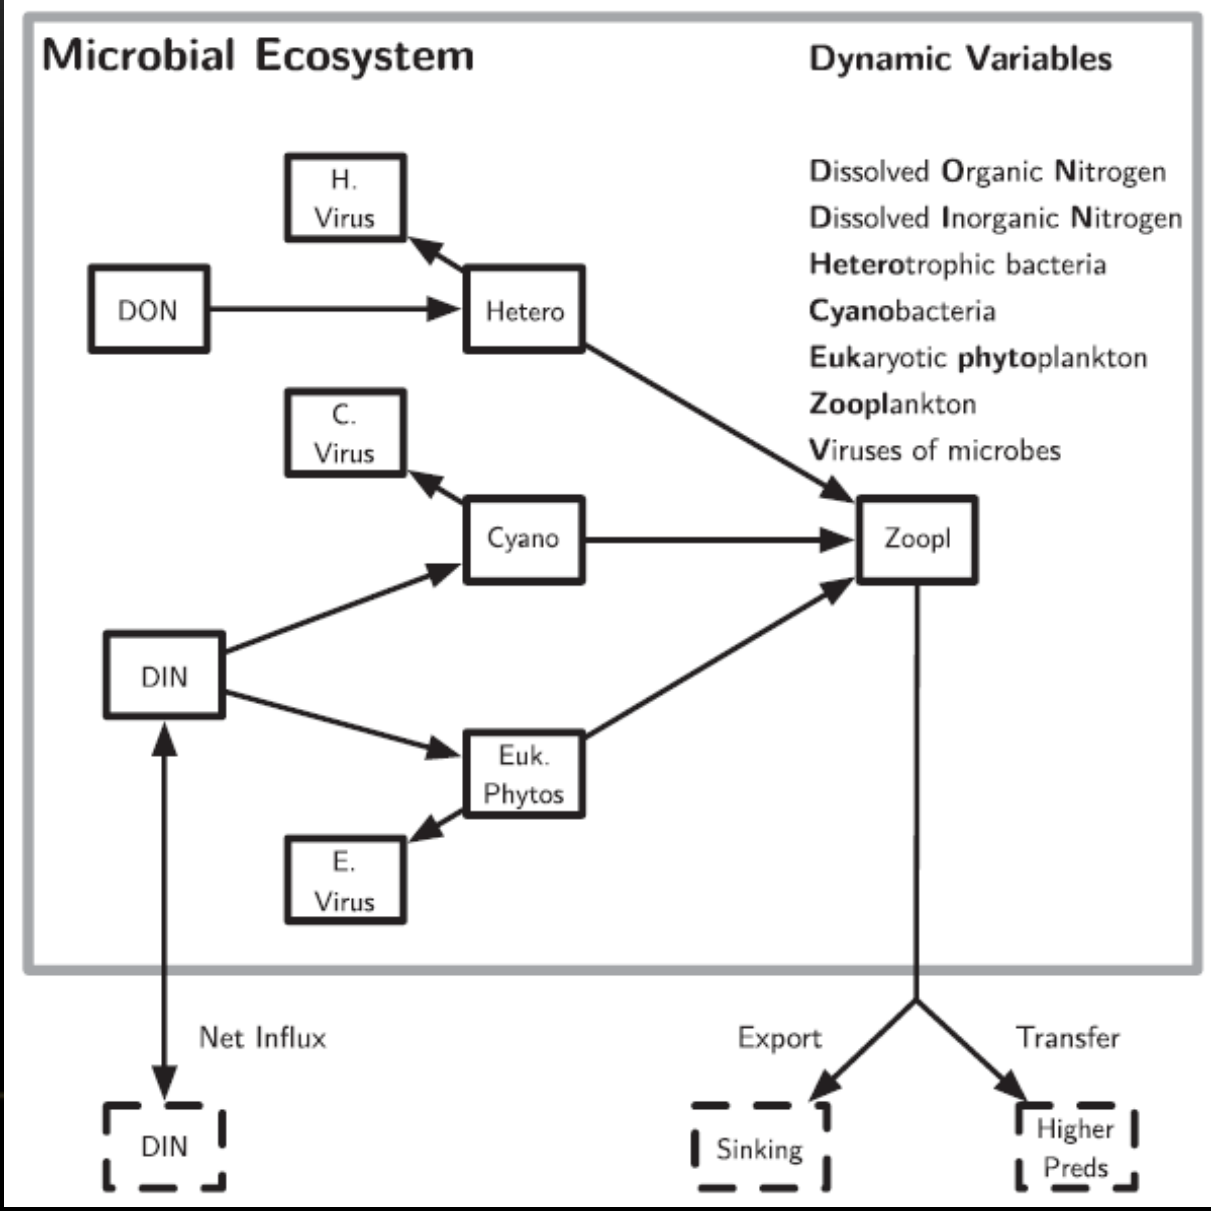 Microbial Ecosystem
Dynamic Variables
Dissolved Organic Nitrogen
Dissolved Inorganic Nitrogen
Heterotrophic bacteria
Cyanobacteria
Eukaryotic phytoplankton
Zooplankton
Viruses of microbes
H.
Virus
DON
Hetero
C.
Virus
Cyano
Zoopl
DIN
Euk.
Phytos
E.
Virus
Net Influx
Export
Transfer
DIN
Sinking
Higher
Preds